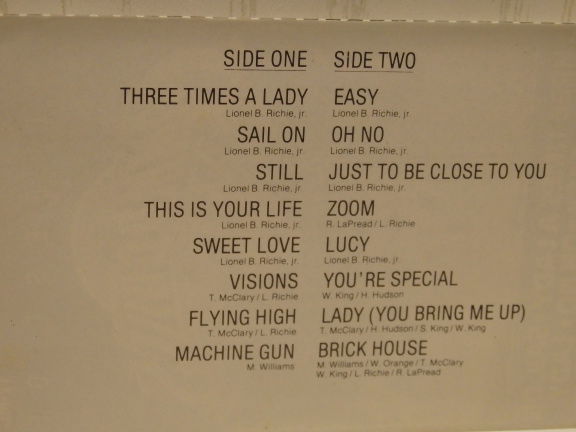 SIDE ONE
THREE TIMES A LADY
Lionel B. Richie, jr.
SAIL ON
Lionel B. Richie, jr.
STILL
Lionel B. Richie, jr.
THIS IS YOUR LIFE
Lionel B. Richie, jr.
SWEET LOVE
Lionel B. Richie, jr.
VISIONS
T. McClary / L. Richie
FLYING HIGH
T. McClary / L. Richie
MACHINE GUN
M. Williams
SIDE TWO
EASY
Lionel B. Richie, jr.
OH NO
Lionel B. Richie, jr.
JUST TO BE CLOSE TO YOU
Lionel B. Richie, jr.
ZOOM
R. LaPread / L. Richie
LUCY
Lionel B. Richie, jr.
YOU'RE SPECIAL
W. King / H. Hudson
LADY (YOU BRING ME UP)
T. McClary / H. Hudson / S. King / W. King
BRICK HOUSE
M. Williams / W. Orange / T. McClary
W. King / L. Richie / R. LaPread